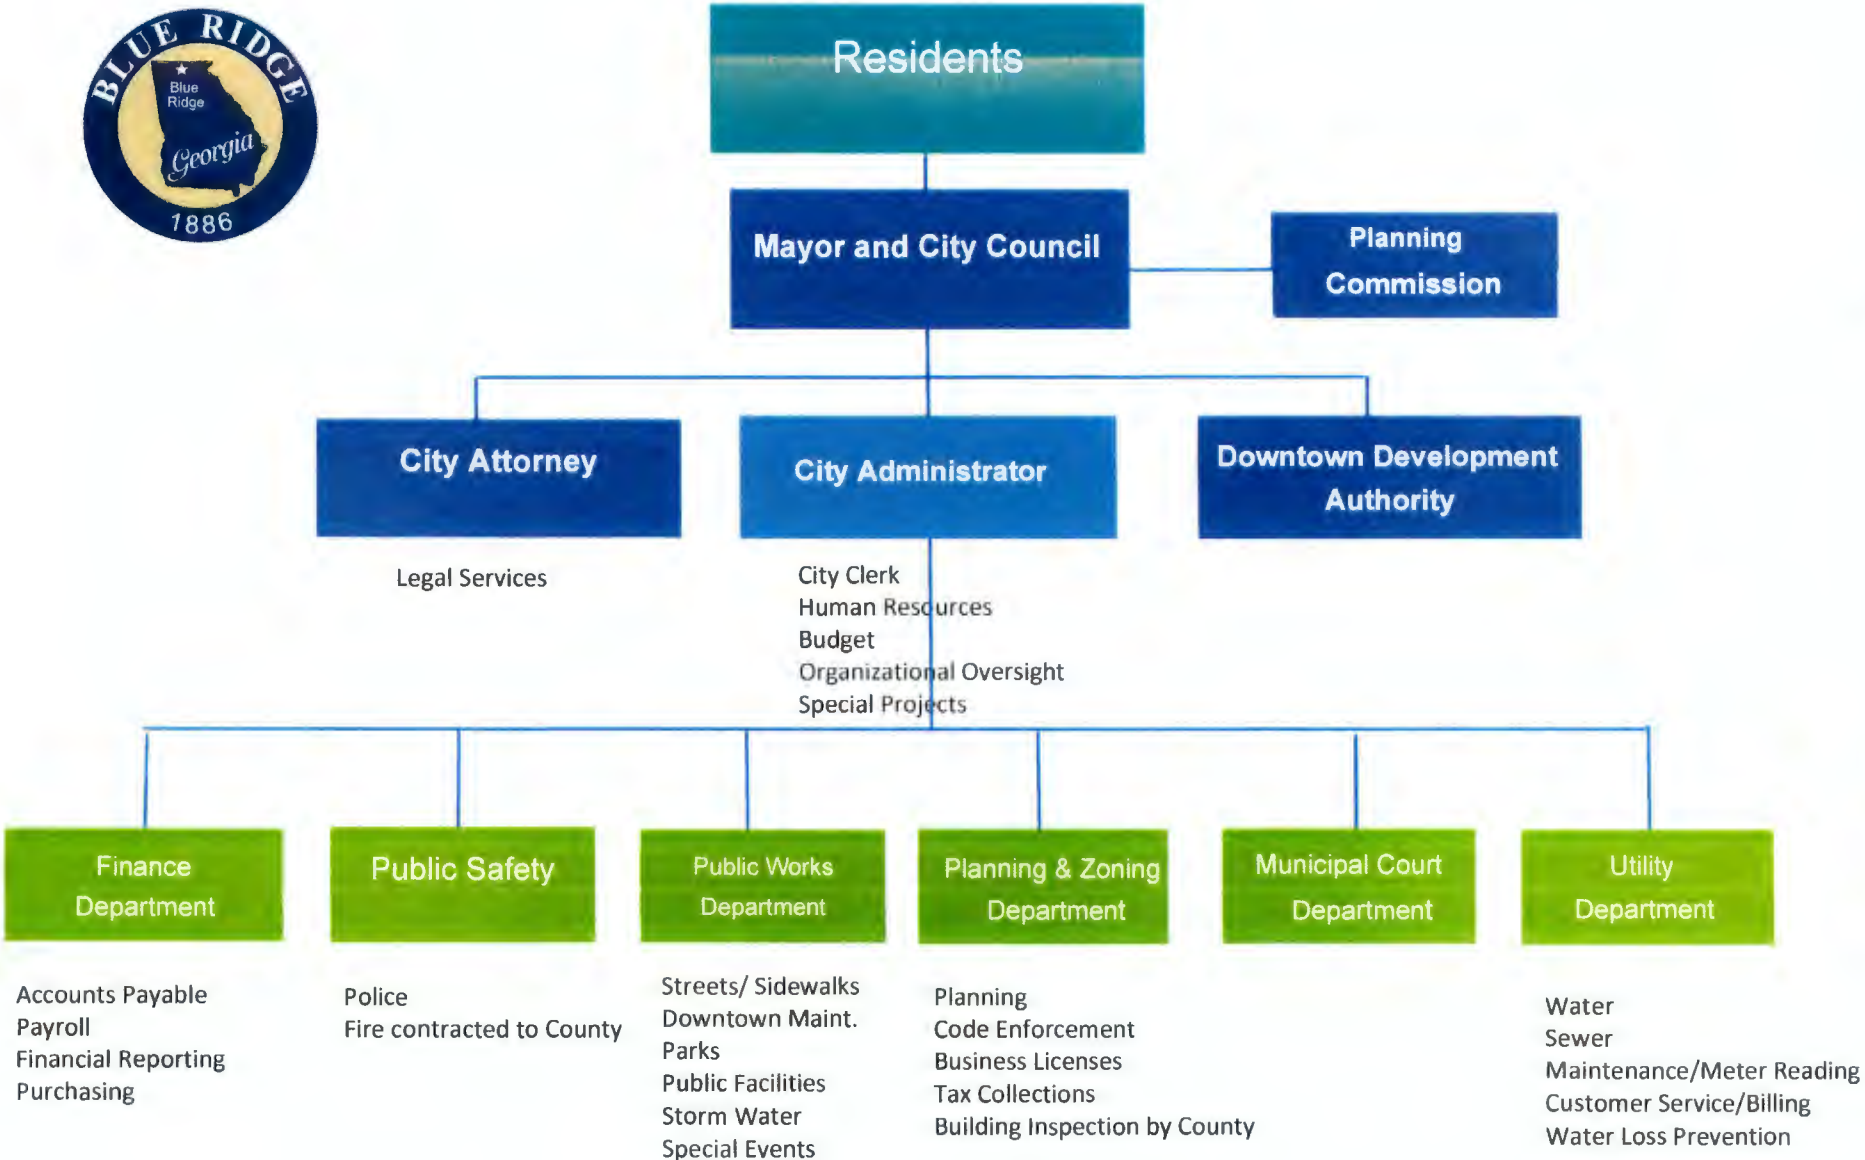 BLUE RIDGE
Blue
Ridge
Georgia
1886
Residents
Mayor and City Council
Planning
Commission
City Attorney
City Administrator
Downtown Development
Authority
Legal Services
City Clerk
Human Resources
Budget
Organizational Oversight
Special Projects
Finance
Department
Public Safety
Public Works
Department
Planning & Zoning
Department
Municipal Court
Department
Utility
Department
Accounts Payable
Payroll
Financial Reporting
Purchasing
Police
Fire contracted to County
Streets/ Sidewalks
Downtown Maint.
Parks
Public Facilities
Storm Water
Special Events
Planning
Code Enforcement
Business Licenses
Tax Collections
Building Inspection by County
Water
Sewer
Maintenance/Meter Reading
Customer Service/Billing
Water Loss Prevention